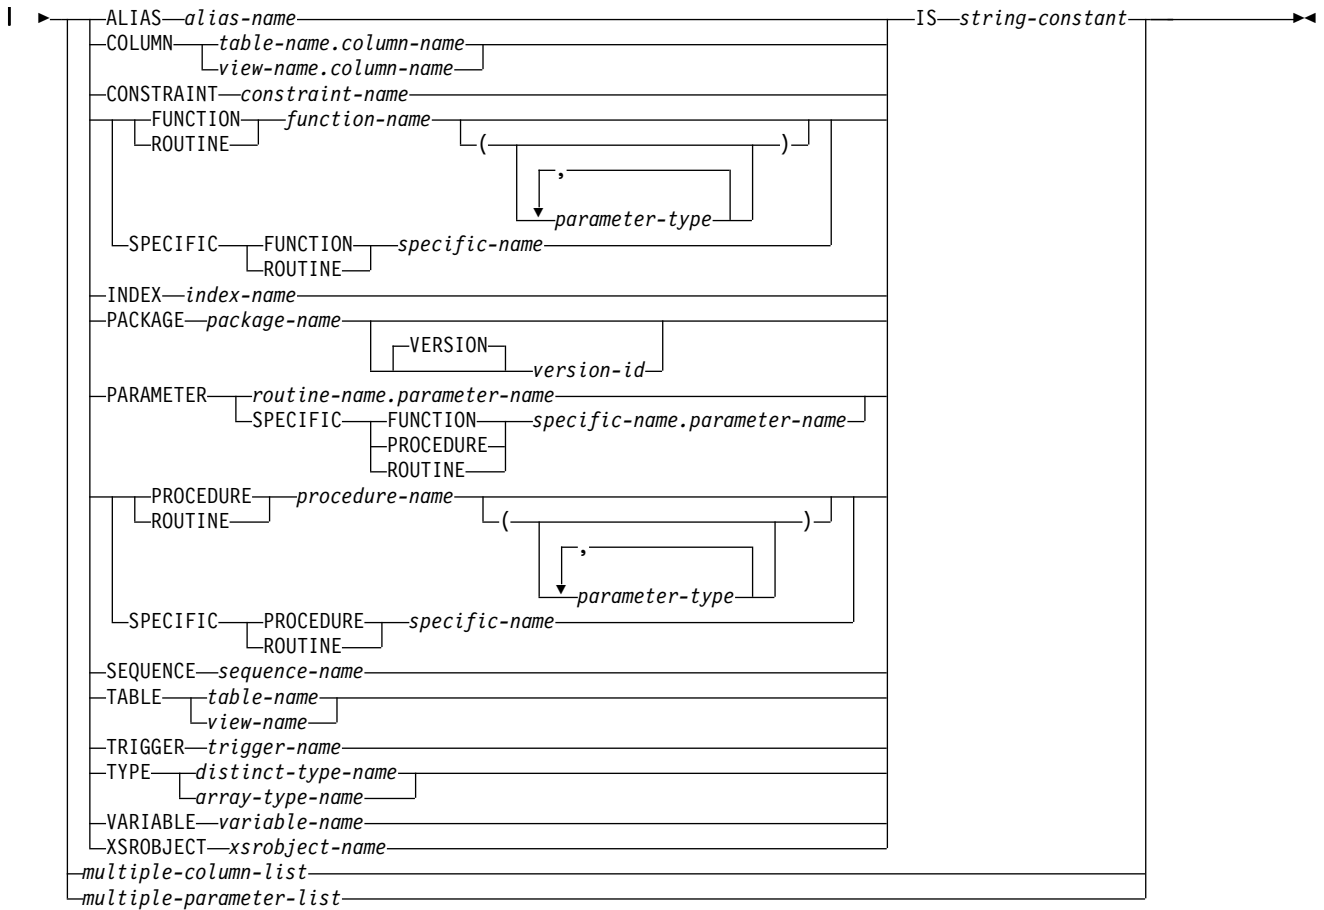 ALIAS alias-name IS string-constant
COLUMN table-name.column-name
view-name.column-name
CONSTRAINT constraint-name
FUNCTION function-name
ROUTINE ( )
,
parameter-type
SPECIFIC FUNCTION specific-name
ROUTINE
INDEX index-name
PACKAGE package-name
VERSION
version-id
PARAMETER routine-name.parameter-name
SPECIFIC FUNCTION specific-name.parameter-name
PROCEDURE
ROUTINE
PROCEDURE procedure-name
ROUTINE ( )
,
parameter-type
SPECIFIC PROCEDURE specific-name
ROUTINE
SEQUENCE sequence-name
TABLE table-name
view-name
TRIGGER trigger-name
TYPE distinct-type-name
array-type-name
VARIABLE variable-name
XSROBJECT xsrobject-name
multiple-column-list
multiple-parameter-list